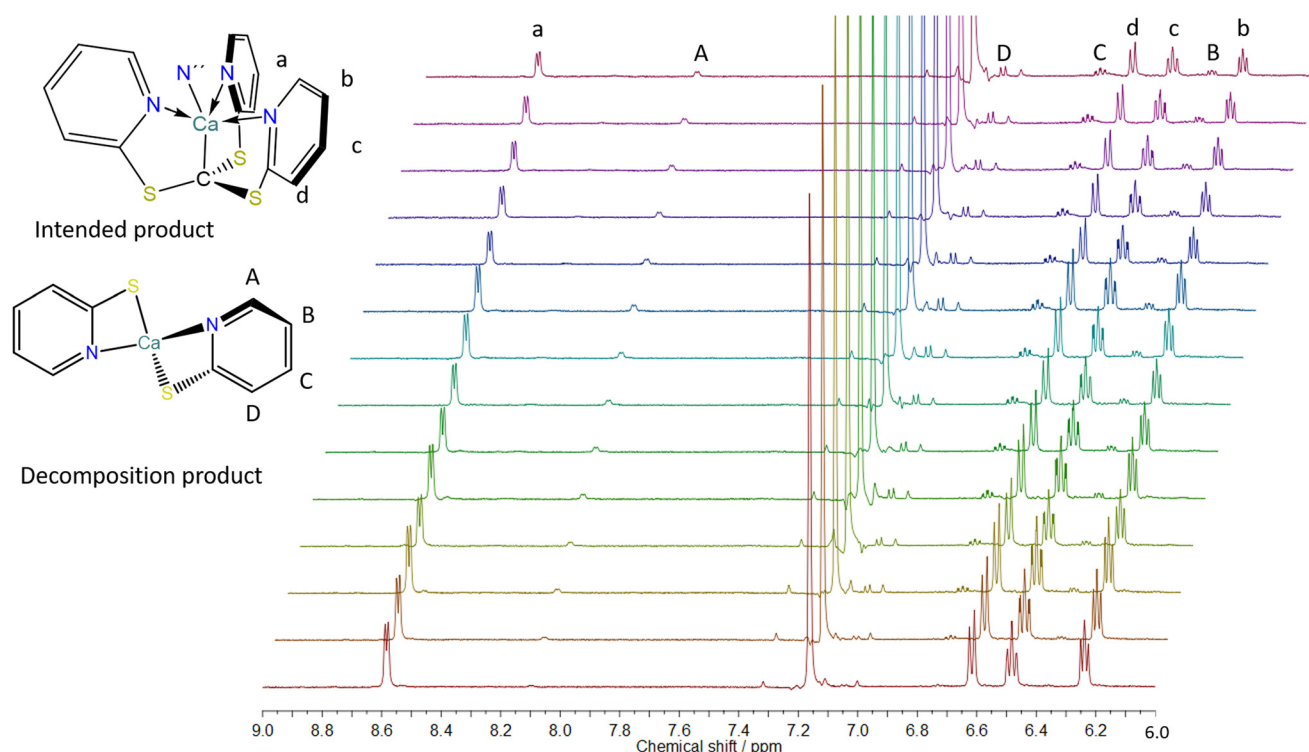 a A D C d c b B
N'' N a b
N N
Ca c
S
S C S d
Intended product
S A
N B
Ca
N S C
D
Decomposition product
9.0 8.8 8.6 8.4 8.2 8.0 7.8 7.6 7.4 7.2 7.0 6.8 6.6 6.4 6.2 6.0
Chemical shift / ppm